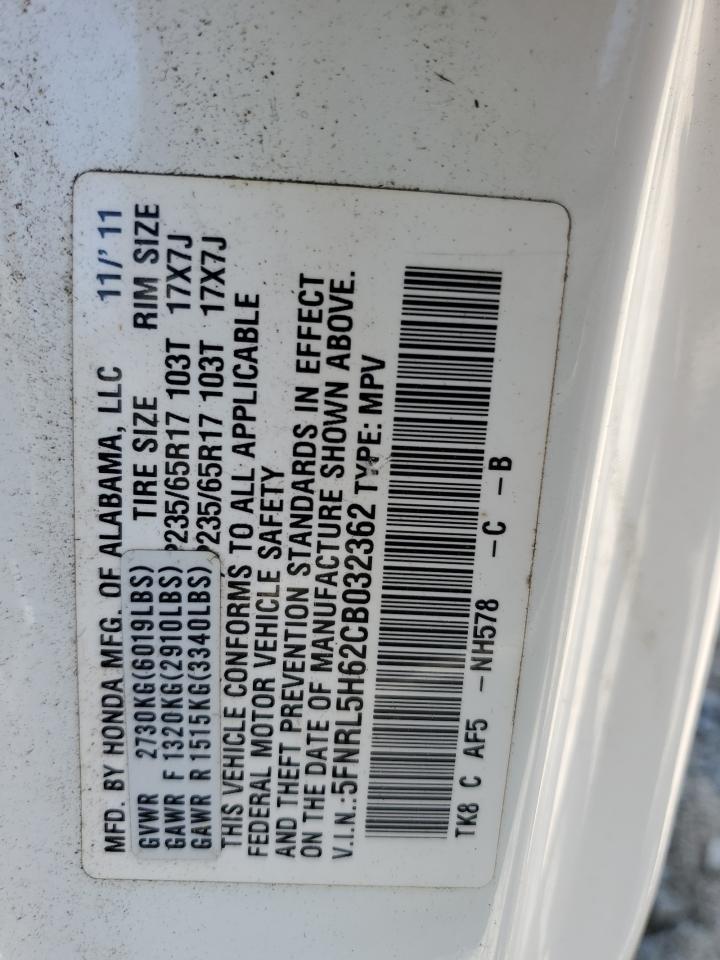 MFD. BY HONDA MFG. OF ALABAMA, LLC 11/'11
GVWR 2730KG(6019LBS) TIRE SIZE RIM SIZE
GAWR F 1320KG(2910LBS) P235/65R17 103T 17X7J
GAWR R 1515KG(3340LBS) P235/65R17 103T 17X7J
THIS VEHICLE CONFORMS TO ALL APPLICABLE
FEDERAL MOTOR VEHICLE SAFETY
AND THEFT PREVENTION STANDARDS IN EFFECT
ON THE DATE OF MANUFACTURE SHOWN ABOVE.
V.I.N.:5FNRL5H62CB032362 TYPE: MPV
TK8 C AF5 -NH578 -C -B